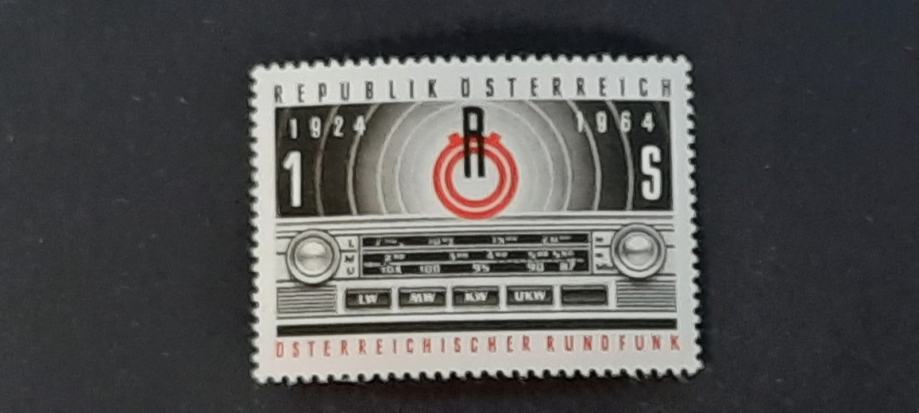 REPUBLIK ÖSTERREICH
1924 1964
R
1 S
LW MW KW UKW
ÖSTERREICHISCHER RUNDFUNK